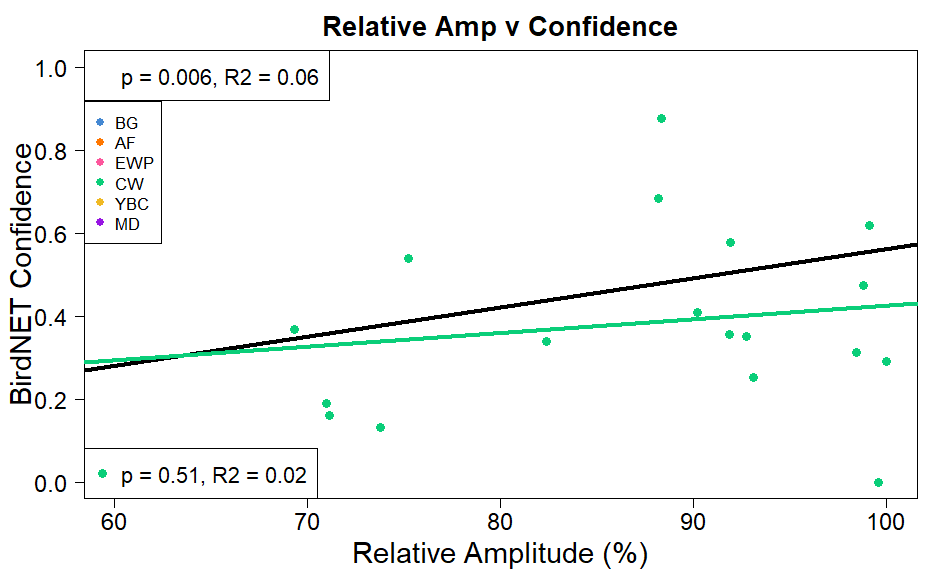 Relative Amp v Confidence
p = 0.006, R2 = 0.06
BG
AF
EWP
CW
YBC
MD
p = 0.51, R2 = 0.02
BirdNET Confidence
1.0
0.8
0.6
0.4
0.2
0.0
60 70 80 90 100
Relative Amplitude (%)